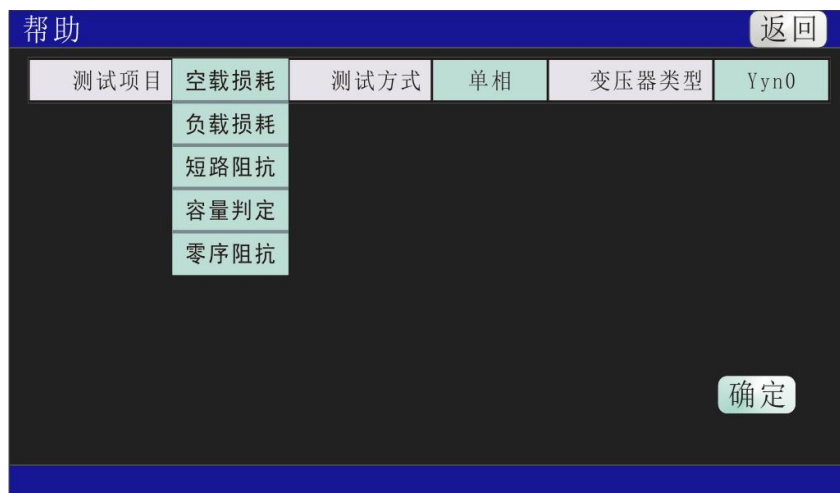 帮助 返回
测试项目 空载损耗 测试方式 单相 变压器类型 Yyn0
负载损耗
短路阻抗
容量判定
零序阻抗
确定